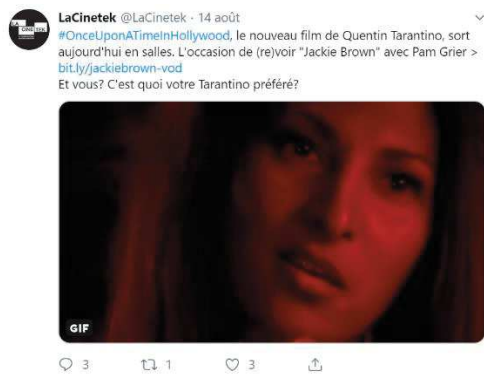 LaCinetek @LaCinetek · 14 août
#OnceUponATimeInHollywood, le nouveau film de Quentin Tarantino, sort
aujourd'hui en salles. L'occasion de (re)voir "Jackie Brown" avec Pam Grier >
bit.ly/jackiebrown-vod
Et vous? C'est quoi votre Tarantino préféré?
GIF
3 1 3